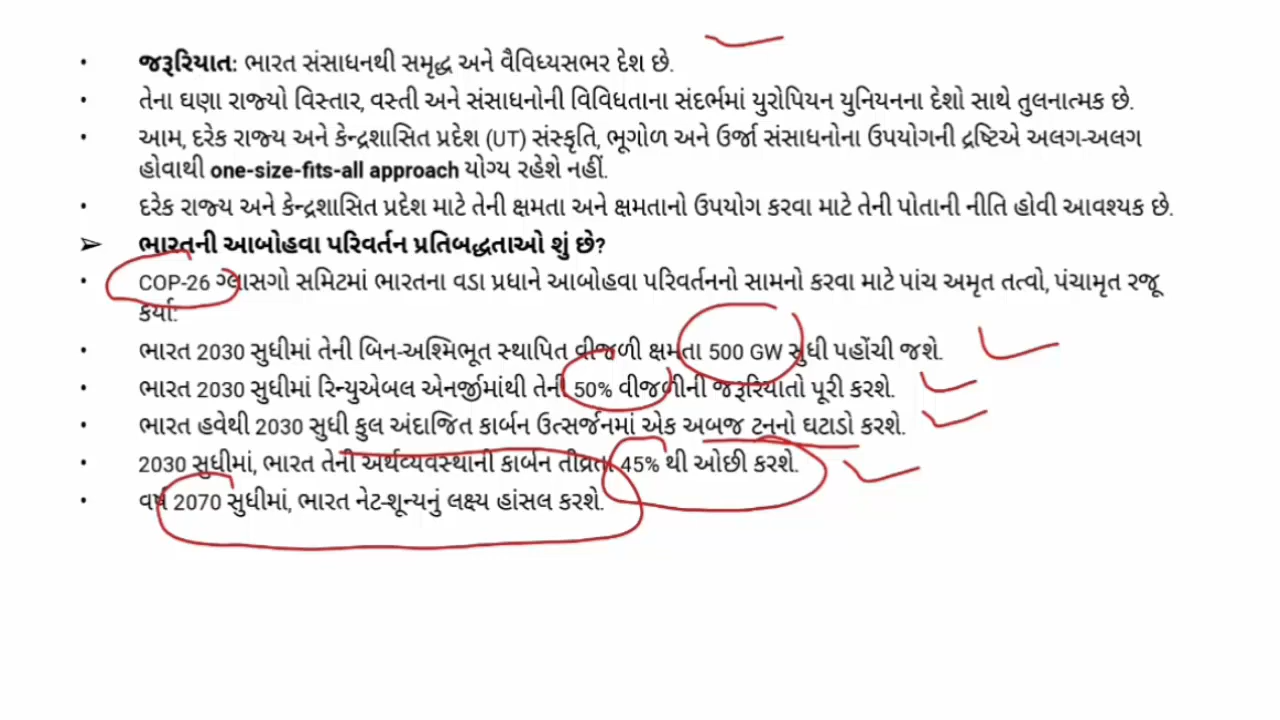 • જરૂરિયાત: ભારત સંસાધનથી સમૃદ્ધ અને વૈવિધ્યસભર દેશ છે.
• તેના ઘણા રાજ્યો વિસ્તાર, વસ્તી અને સંસાધનોની વિવિધતાના સંદર્ભમાં યુરોપિયન યુનિયનના દેશો સાથે તુલનાત્મક છે.
• આમ, દરેક રાજ્ય અને કેન્દ્રશાસિત પ્રદેશ (UT) સંસ્કૃતિ, ભૂગોળ અને ઉર્જા સંસાધનોના ઉપયોગની દ્રષ્ટિએ અલગ-અલગ
હોવાથી one-size-fits-all approach યોગ્ય રહેશે નહીં.
• દરેક રાજ્ય અને કેન્દ્રશાસિત પ્રદેશ માટે તેની ક્ષમતા અને ક્ષમતાનો ઉપયોગ કરવા માટે તેની પોતાની નીતિ હોવી આવશ્યક છે.
➢ ભારતની આબોહવા પરિવર્તન પ્રતિબદ્ધતાઓ શું છે?
• COP-26 ગ્લાસગો સમિટમાં ભારતના વડા પ્રધાને આબોહવા પરિવર્તનનો સામનો કરવા માટે પાંચ અમૃત તત્વો, પંચામૃત રજૂ
કર્યા:
• ભારત 2030 સુધીમાં તેની બિન-અશ્મિભૂત સ્થાપિત વીજળી ક્ષમતા 500 GW સુધી પહોંચી જશે.
• ભારત 2030 સુધીમાં રિન્યુએબલ એનર્જીમાંથી તેની 50% વીજળીની જરૂરિયાતો પૂરી કરશે.
• ભારત હવેથી 2030 સુધી કુલ અંદાજિત કાર્બન ઉત્સર્જનમાં એક અબજ ટનનો ઘટાડો કરશે.
• 2030 સુધીમાં, ભારત તેની અર્થવ્યવસ્થાની કાર્બન તીવ્રતા 45% થી ઓછી કરશે.
• વર્ષ 2070 સુધીમાં, ભારત નેટ-શૂન્યનું લક્ષ્ય હાંસલ કરશે.